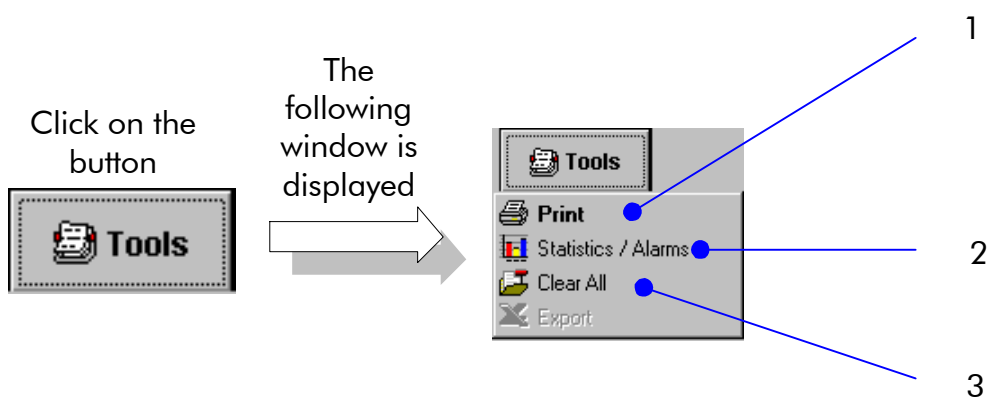 Click on the
button
Tools
The
following
window is
displayed
Tools
Print
Statistics / Alarms
Clear All
Export
1
2
3